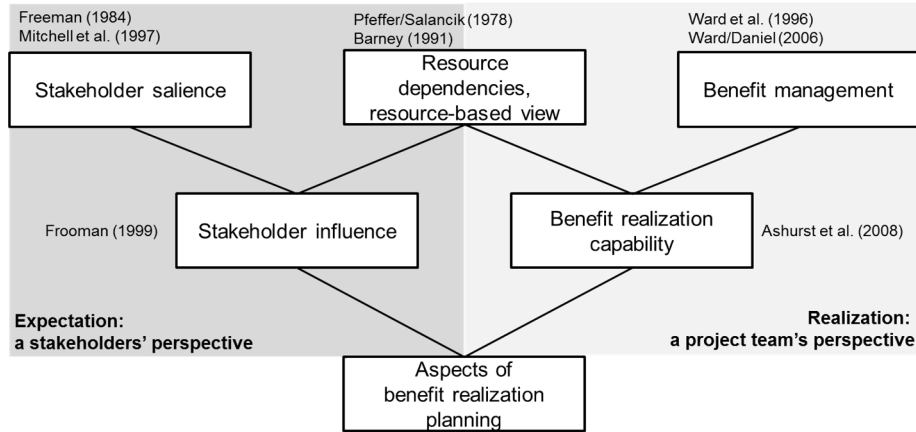 Freeman (1984)
Mitchell et al. (1997)
Pfeffer/Salancik (1978)
Barney (1991)
Ward et al. (1996)
Ward/Daniel (2006)
Stakeholder salience
Resource
dependencies,
resource-based view
Benefit management
Frooman (1999)
Stakeholder influence
Benefit realization
capability
Ashurst et al. (2008)
Expectation:
a stakeholders’ perspective
Realization:
a project team’s perspective
Aspects of
benefit realization
planning